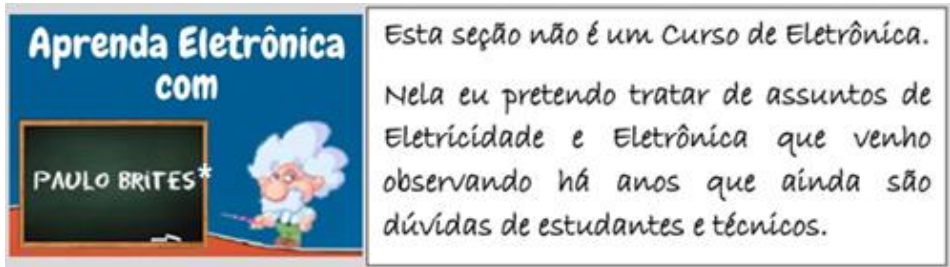 Aprenda Eletrônica
com
PAULO BRITES*
Esta seção não é um Curso de Eletrônica.
Nela eu pretendo tratar de assuntos de
Eletricidade e Eletrônica que venho
observando há anos que ainda são
dúvidas de estudantes e técnicos.